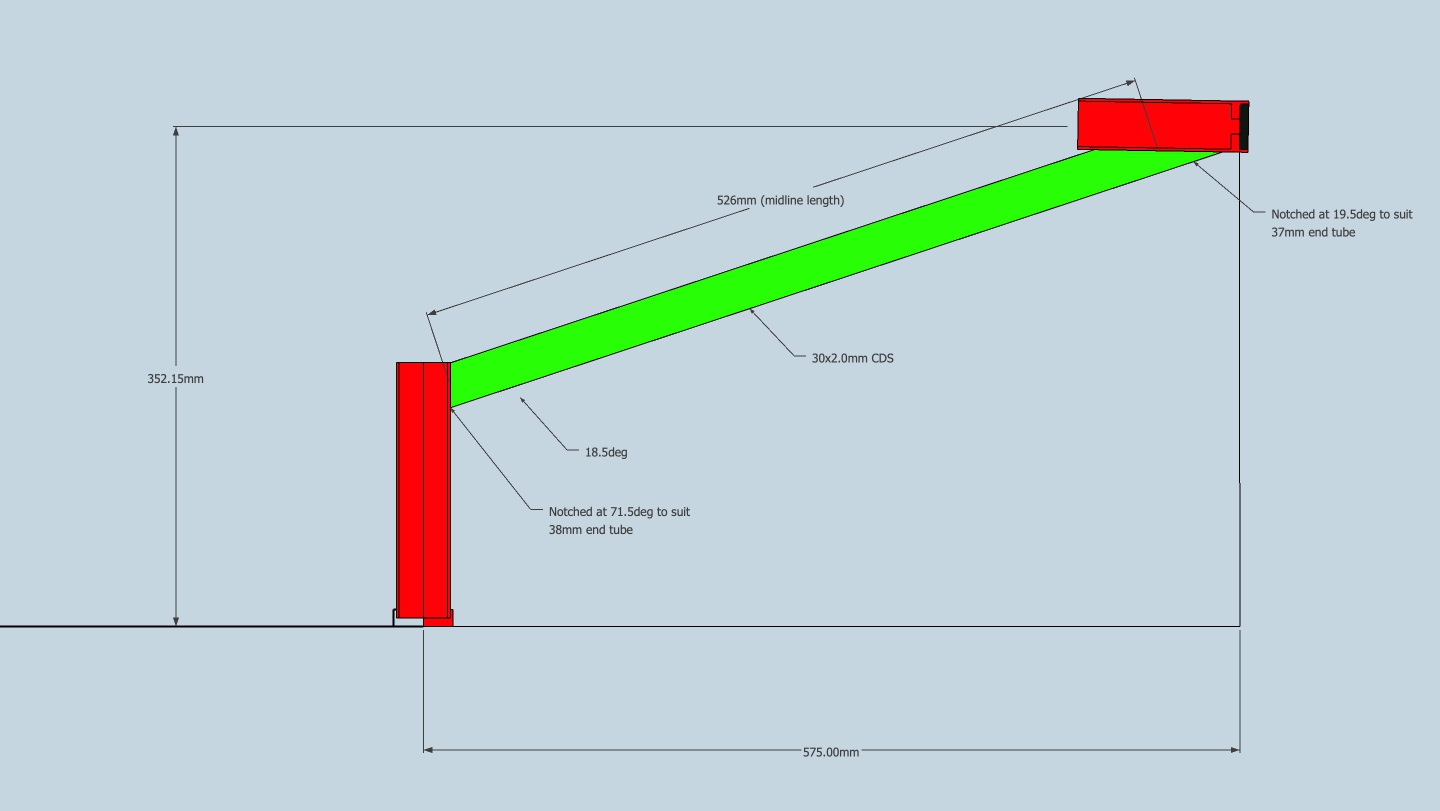 526mm (midline length)
Notched at 19.5deg to suit
37mm end tube
30x2.0mm CDS
352.15mm
18.5deg
Notched at 71.5deg to suit
38mm end tube
575.00mm